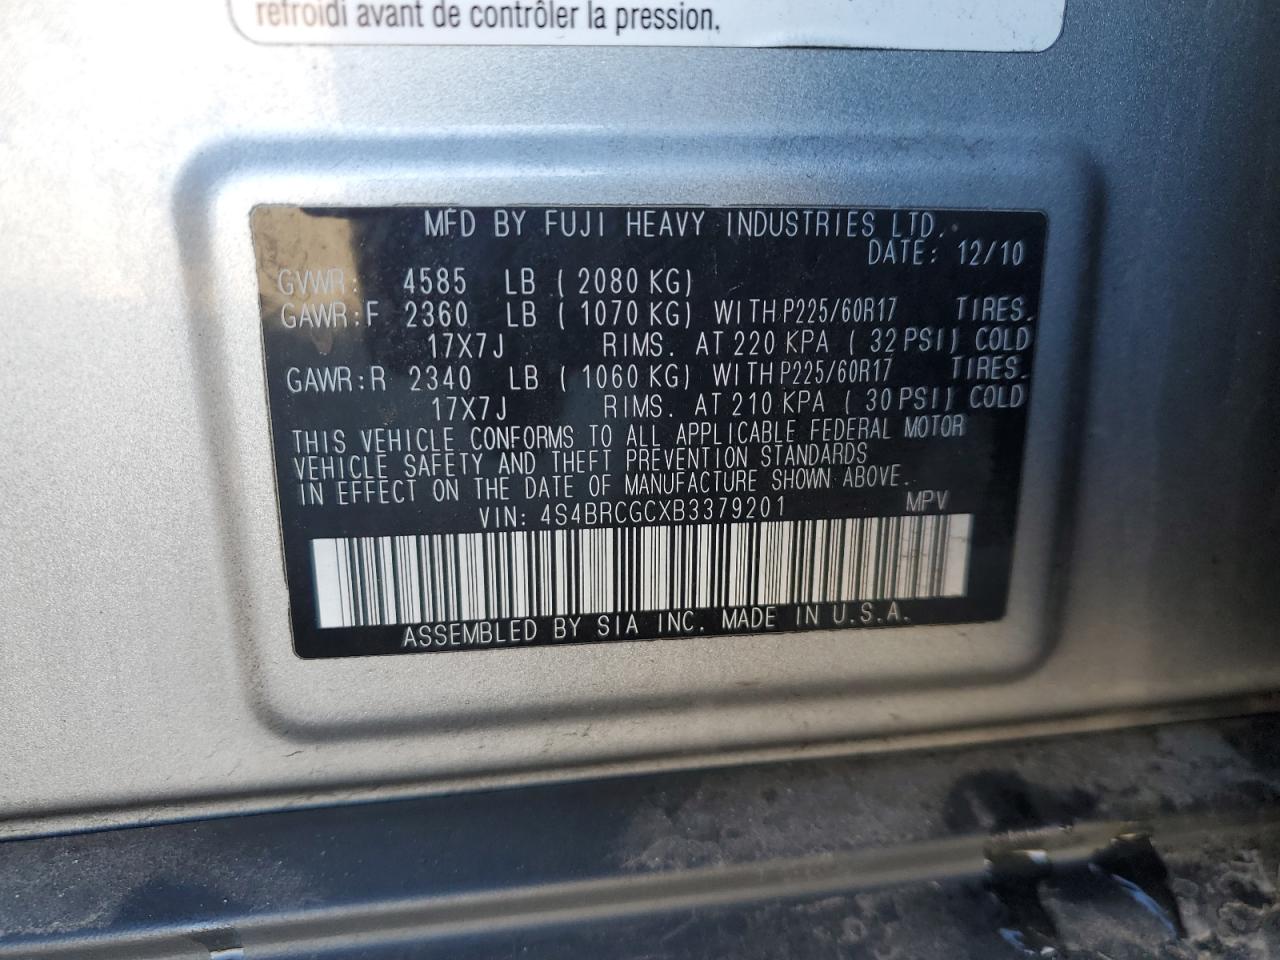 refroidi avant de contrôler la pression.
MFD BY FUJI HEAVY INDUSTRIES LTD.
DATE: 12/10
GVWR: 4585 LB ( 2080 KG)
GAWR:F 2360 LB ( 1070 KG) WITH P225/60R17 TIRES.
17X7J RIMS. AT 220 KPA ( 32 PSI) COLD
GAWR:R 2340 LB ( 1060 KG) WITH P225/60R17 TIRES.
17X7J RIMS. AT 210 KPA ( 30 PSI) COLD
THIS VEHICLE CONFORMS TO ALL APPLICABLE FEDERAL MOTOR
VEHICLE SAFETY AND THEFT PREVENTION STANDARDS
IN EFFECT ON THE DATE OF MANUFACTURE SHOWN ABOVE.
VIN: 4S4BRCGCXB3379201 MPV
ASSEMBLED BY SIA INC. MADE IN U.S.A.